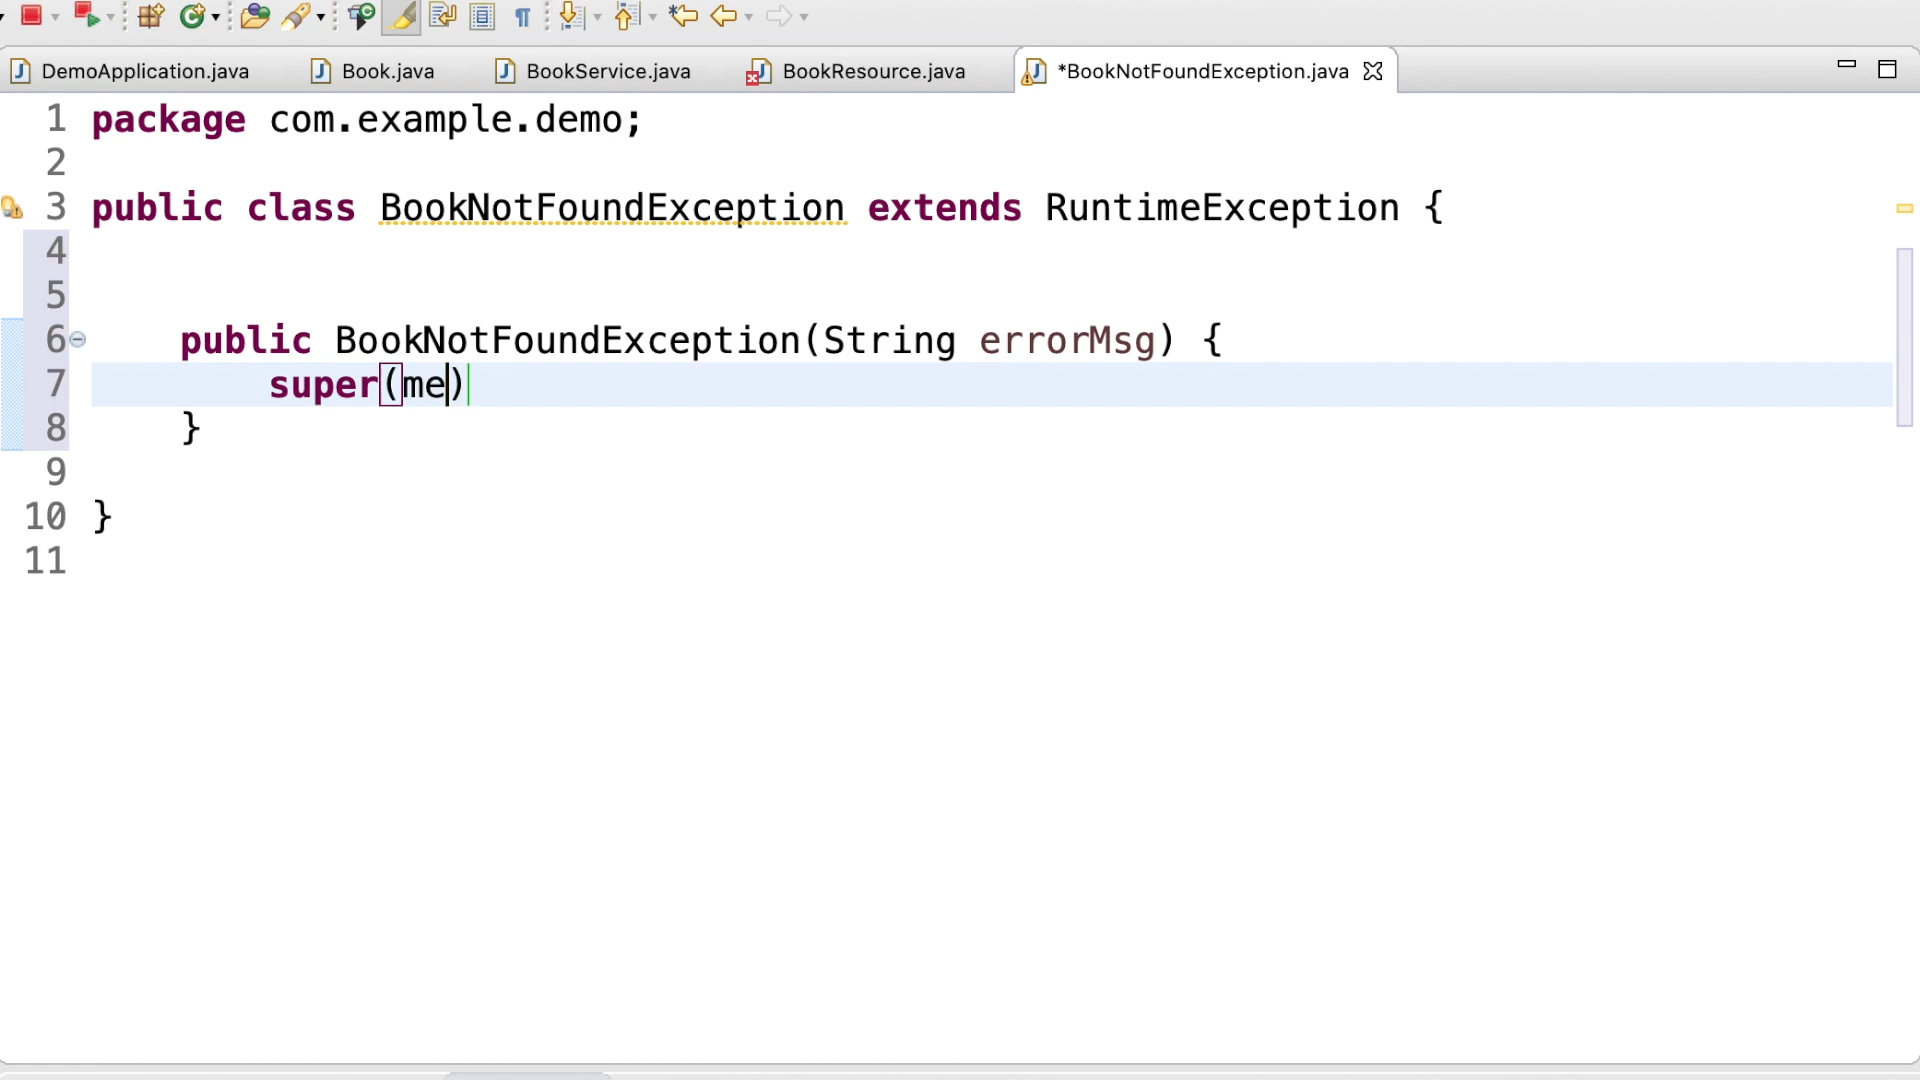 DemoApplication.java Book.java BookService.java BookResource.java *BookNotFoundException.java
1 package com.example.demo;
2
3 public class BookNotFoundException extends RuntimeException {
4
5
6 public BookNotFoundException(String errorMsg) {
7 super(me)
8 }
9
10 }
11